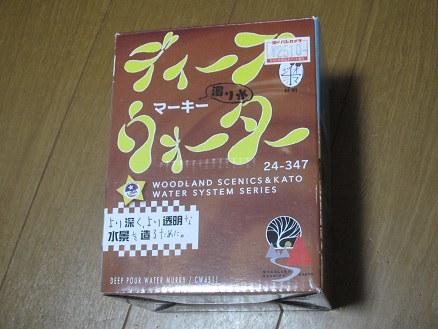 ディープ
マーキー
濁り水
ウォーター
24-347
WOODLAND SCENICS & KATO
WATER SYSTEM SERIES
より深く、より透明な
水景を造るために。
DEEP POUR WATER MURKY / CW4511